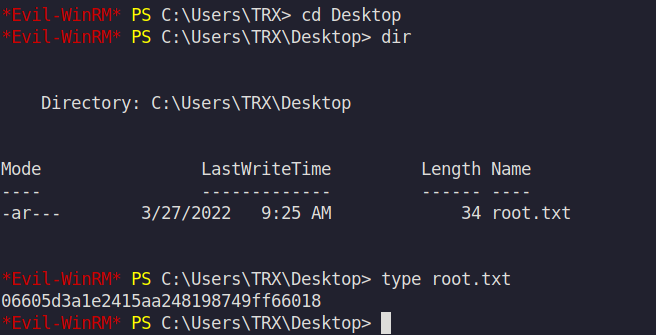 *Evil-WinRM* PS C:\Users\TRX> cd Desktop
*Evil-WinRM* PS C:\Users\TRX\Desktop> dir
Directory: C:\Users\TRX\Desktop
Mode LastWriteTime Length Name
---- ------------- ------ ----
-ar--- 3/27/2022 9:25 AM 34 root.txt
*Evil-WinRM* PS C:\Users\TRX\Desktop> type root.txt
06605d3a1e2415aa248198749ff66018
*Evil-WinRM* PS C:\Users\TRX\Desktop>